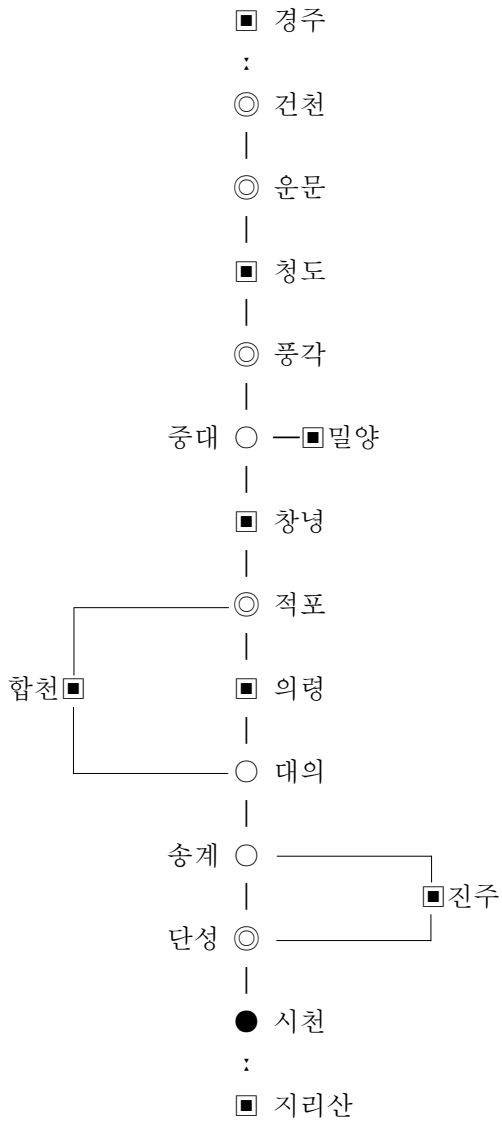 경주
건천
운문
청도
풍각
중대 밀양
창녕
적포
합천 의령
대의
송계
진주
단성
시천
지리산